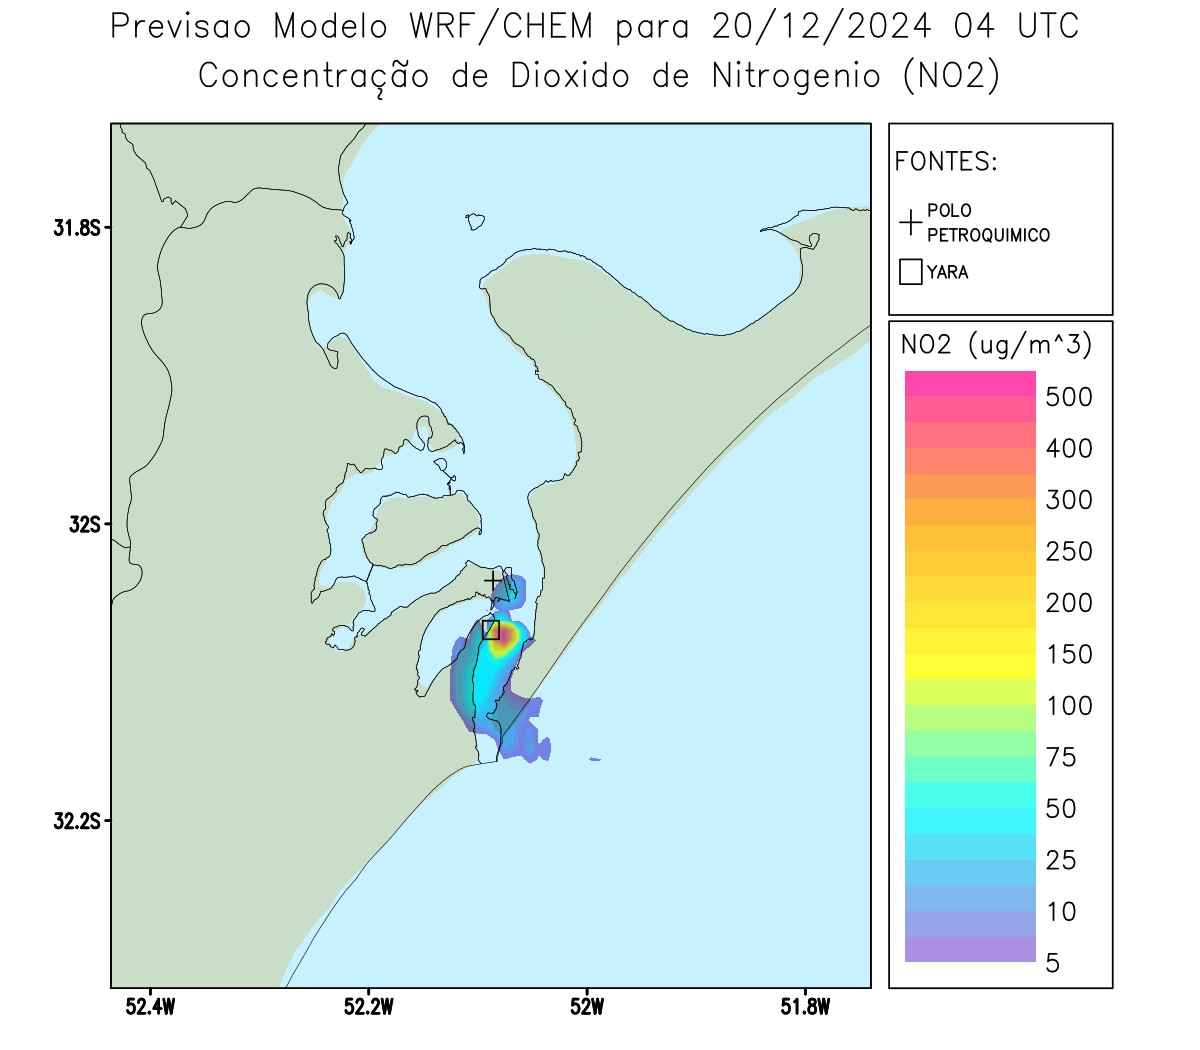 Previsao Modelo WRF/CHEM para 20/12/2024 04 UTC
Concentração de Dioxido de Nitrogenio (NO2)
FONTES:
POLO
PETROQUIMICO
YARA
31.8S
32S
32.2S
52.4W
52.2W
52W
51.8W
NO2 (ug/m^3)
500
400
300
250
200
150
100
75
50
25
10
5